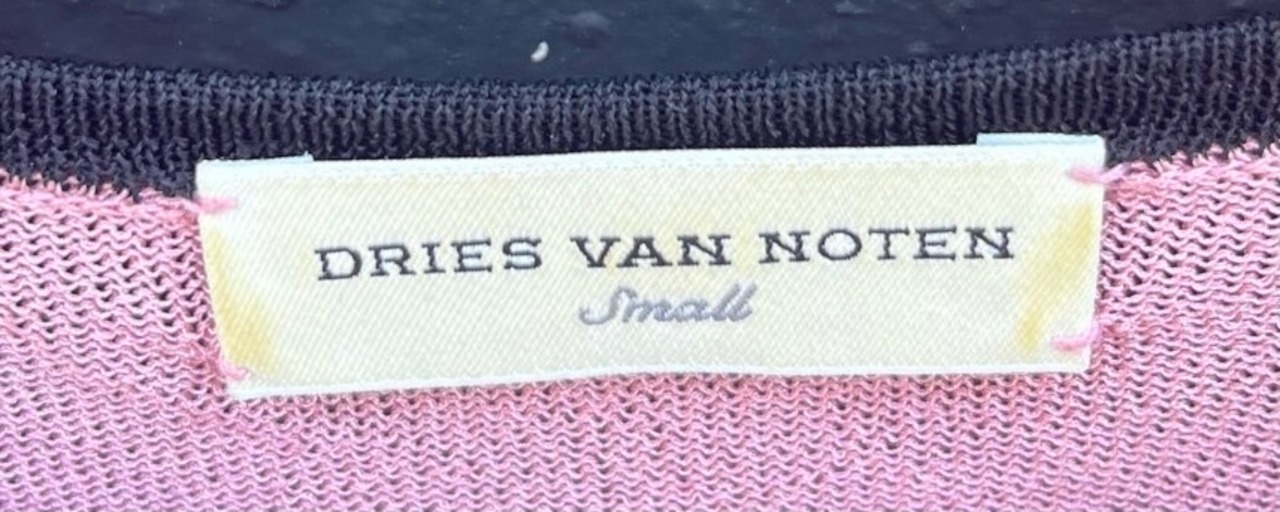 DRIES VAN NOTEN
Small